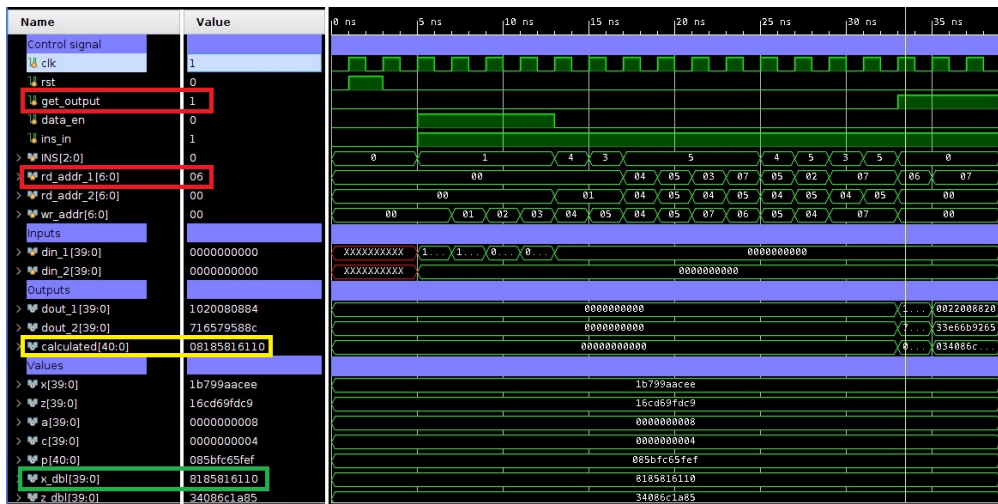 Name Value 0 ns 5 ns 10 ns 15 ns 20 ns 25 ns 30 ns 35 ns
Control signal
clk 1
rst 0
get_output 1
data_en 0
ins_in 1
INS[2:0] 0 0 1 4 3 5 4 5 3 5 0
rd_addr_1[6:0] 06 00 04 05 03 07 05 02 07 06 07
rd_addr_2[6:0] 00 00 01 04 05 04 05 04 05 04 05 00
wr_addr[6:0] 00 00 01 02 03 04 05 04 05 07 06 05 04 07 00
Inputs
din_1[39:0] 0000000000 XXXXXXXXXX 1... 1... 0... 0... 0000000000
din_2[39:0] 0000000000 XXXXXXXXXX 0000000000
Outputs
dout_1[39:0] 1020080884 0000000000 1... 0022008820
dout_2[39:0] 716579588c 0000000000 7... 33e66b9265
calculated[40:0] 08185816110 00000000000 0... 034086c...
Values
x[39:0] 1b799aacee 1b799aacee
z[39:0] 16cd69fdc9 16cd69fdc9
a[39:0] 0000000008 0000000008
c[39:0] 0000000004 0000000004
p[40:0] 085bfc65fef 085bfc65fef
x_dbl[39:0] 8185816110 8185816110
z_dbl[39:0] 34086c1a85 34086c1a85